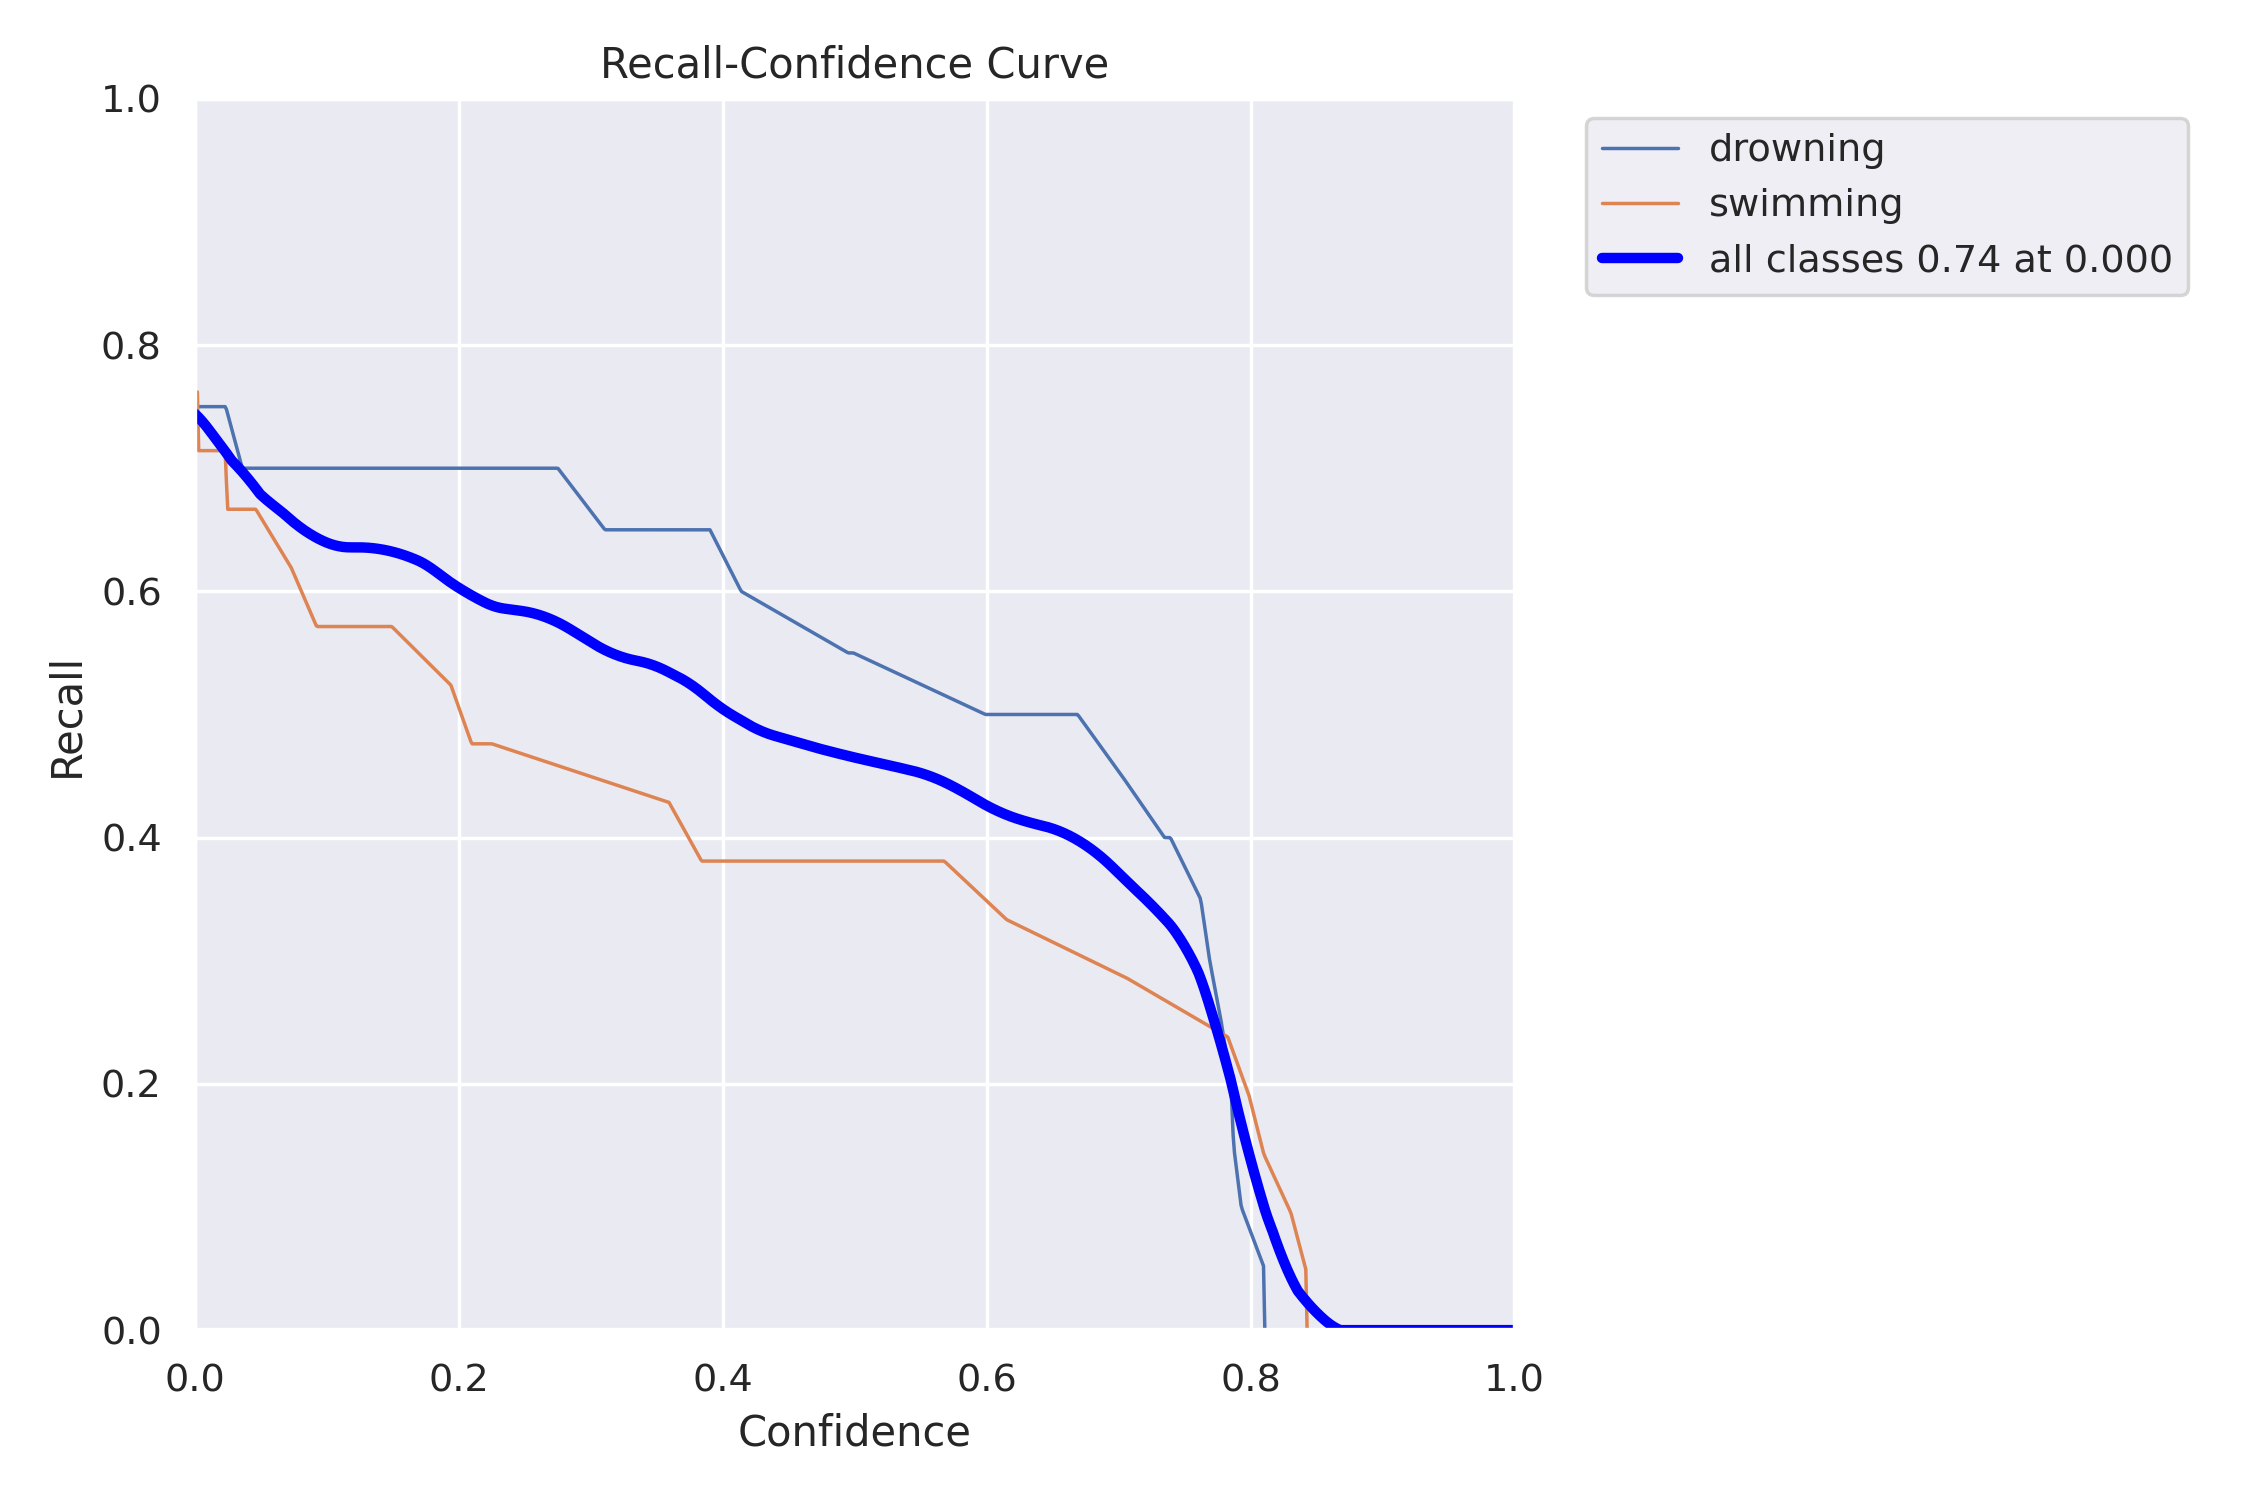 Recall-Confidence Curve
1.0
0.8
0.6
0.4
0.2
0.0
Recall
0.0 0.2 0.4 0.6 0.8 1.0
Confidence
drowning
swimming
all classes 0.74 at 0.000